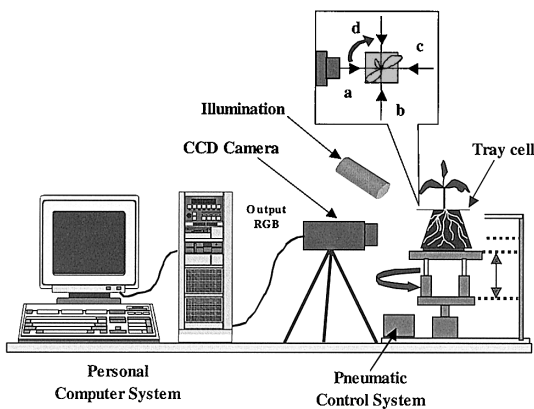 d
c
a
b
Illumination
Tray cell
CCD Camera
Output
RGB
Personal
Computer System
Pneumatic
Control System